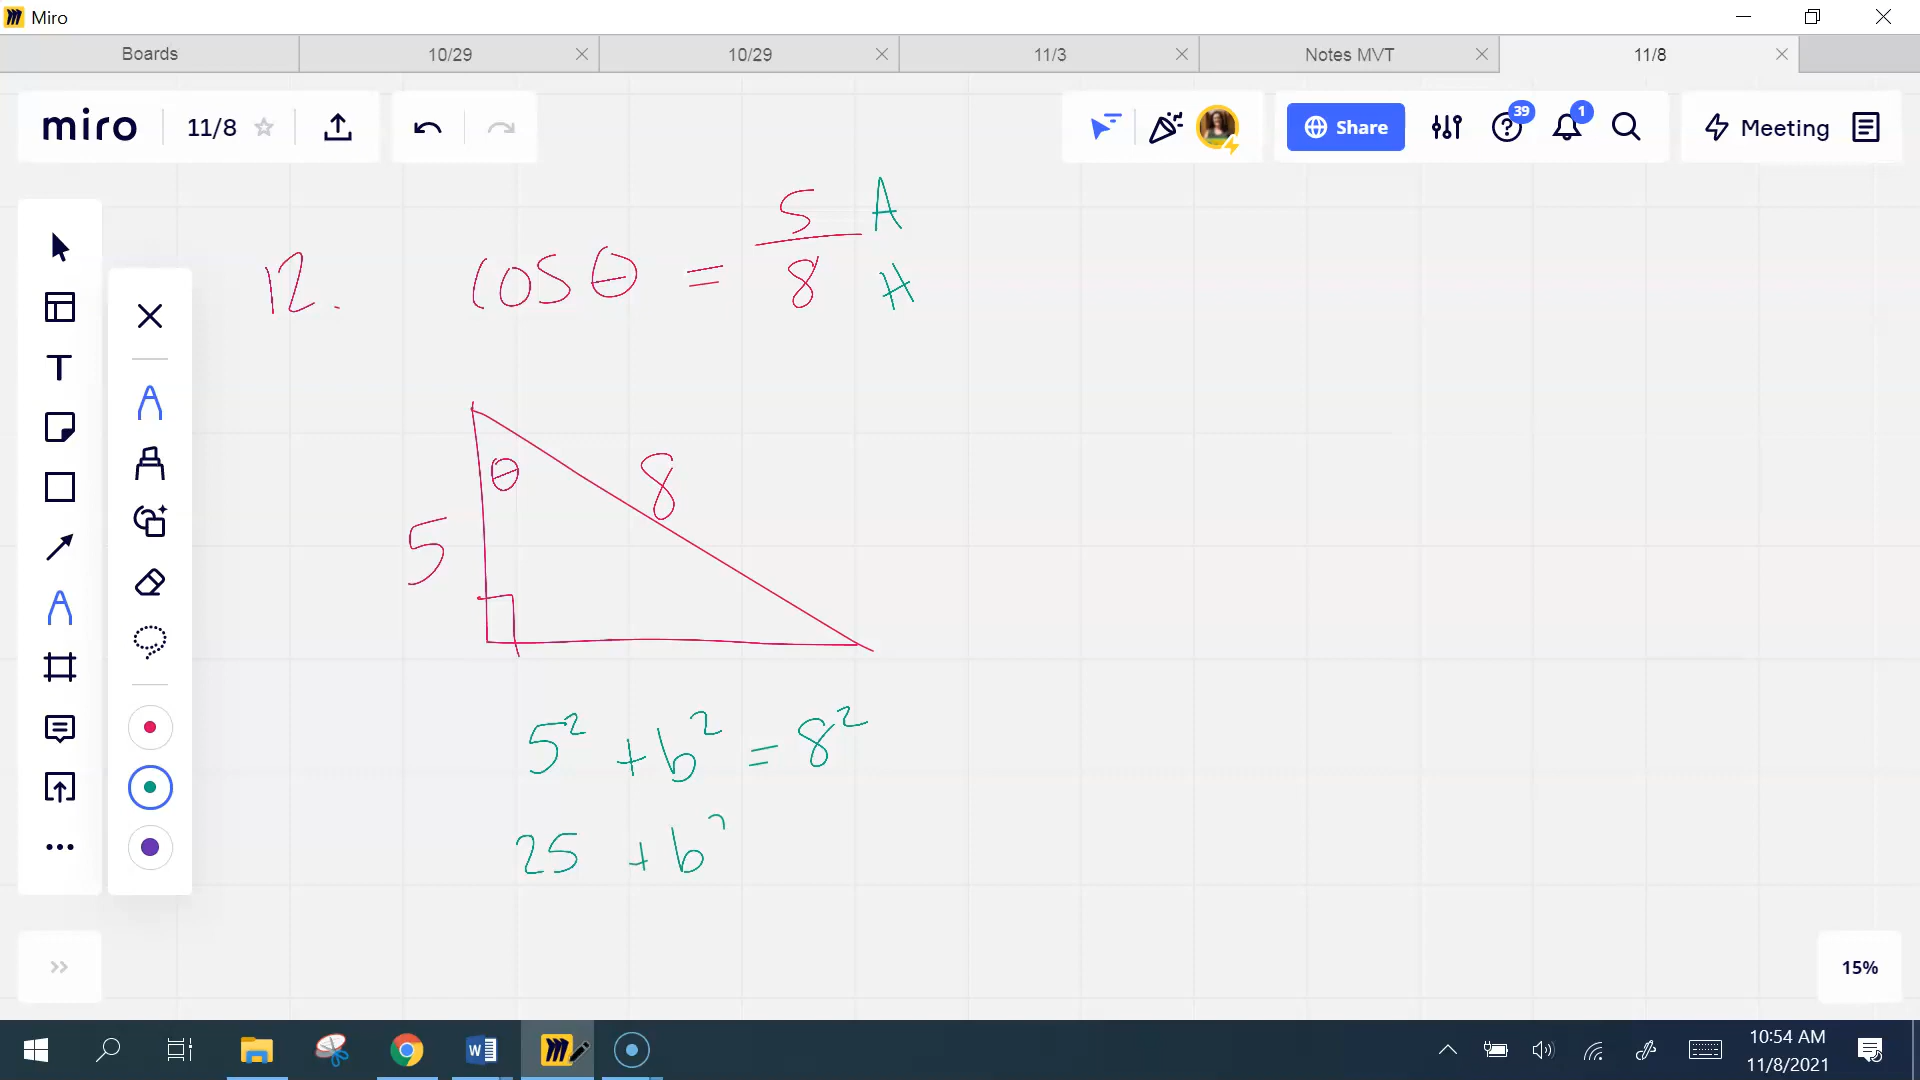 Miro
Boards 10/29 10/29 11/3 Notes MVT 11/8
miro 11/8 Share 39 1 Meeting
12. cos θ = 5/8 A H
θ
8
5
5² + b² = 8²
25 + b²
15%
10:54 AM
11/8/2021